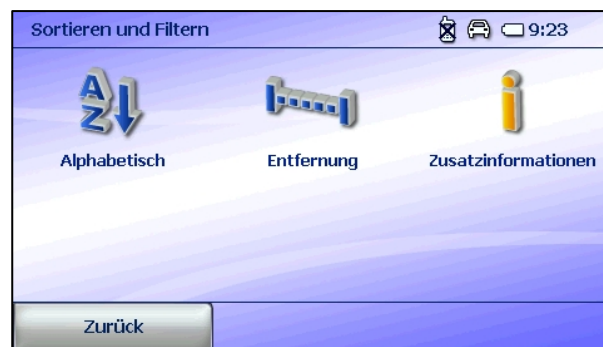 Sortieren und Filtern 9:23
Alphabetisch Entfernung Zusatzinformationen
Zurück